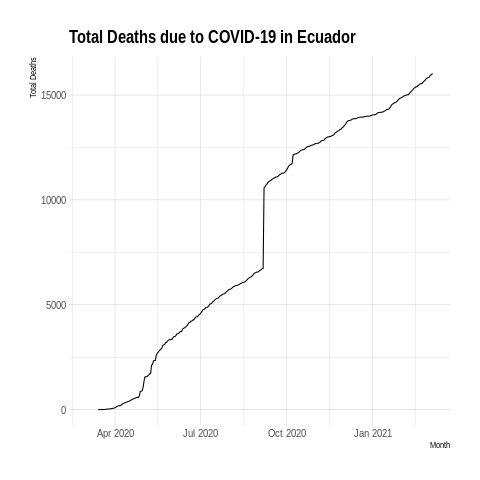 Total Deaths due to COVID-19 in Ecuador
Total Deaths
15000
10000
5000
0
Apr 2020 Jul 2020 Oct 2020 Jan 2021
Month